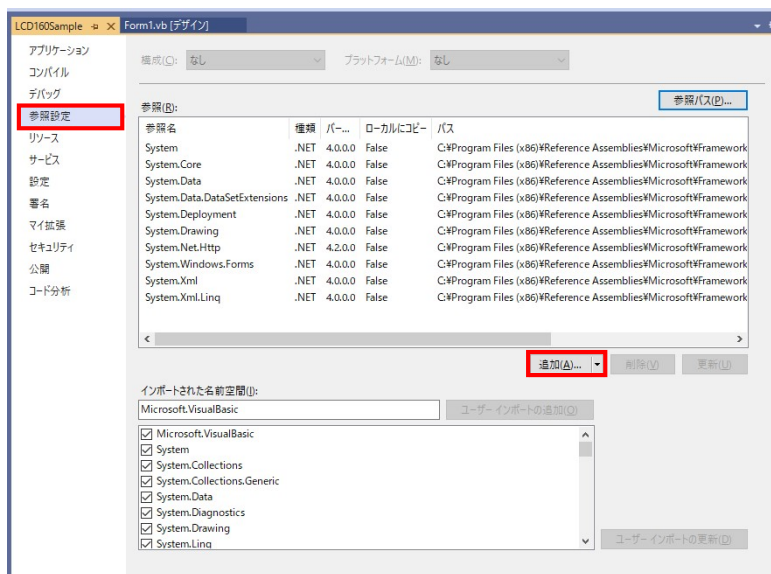 LCD160Sample
Form1.vb [デザイン]
アプリケーション
コンパイル
デバッグ
参照設定
リソース
サービス
設定
署名
マイ拡張
セキュリティ
公開
コード分析
構成(C): なし プラットフォーム(M): なし
参照(R): 参照パス(P)...
参照名 種類 バー... ローカルにコピー パス
System .NET 4.0.0.0 False C:¥Program Files (x86)¥Reference Assemblies¥Microsoft¥Framework
System.Core .NET 4.0.0.0 False C:¥Program Files (x86)¥Reference Assemblies¥Microsoft¥Framework
System.Data .NET 4.0.0.0 False C:¥Program Files (x86)¥Reference Assemblies¥Microsoft¥Framework
System.Data.DataSetExtensions .NET 4.0.0.0 False C:¥Program Files (x86)¥Reference Assemblies¥Microsoft¥Framework
System.Deployment .NET 4.0.0.0 False C:¥Program Files (x86)¥Reference Assemblies¥Microsoft¥Framework
System.Drawing .NET 4.0.0.0 False C:¥Program Files (x86)¥Reference Assemblies¥Microsoft¥Framework
System.Net.Http .NET 4.2.0.0 False C:¥Program Files (x86)¥Reference Assemblies¥Microsoft¥Framework
System.Windows.Forms .NET 4.0.0.0 False C:¥Program Files (x86)¥Reference Assemblies¥Microsoft¥Framework
System.Xml .NET 4.0.0.0 False C:¥Program Files (x86)¥Reference Assemblies¥Microsoft¥Framework
System.Xml.Linq .NET 4.0.0.0 False C:¥Program Files (x86)¥Reference Assemblies¥Microsoft¥Framework
追加(A)... 削除(V) 更新(U)
インポートされた名前空間(I):
Microsoft.VisualBasic ユーザー インポートの追加(O)
Microsoft.VisualBasic
System
System.Collections
System.Collections.Generic
System.Data
System.Diagnostics
System.Drawing
System.Linq
ユーザー インポートの更新(D)